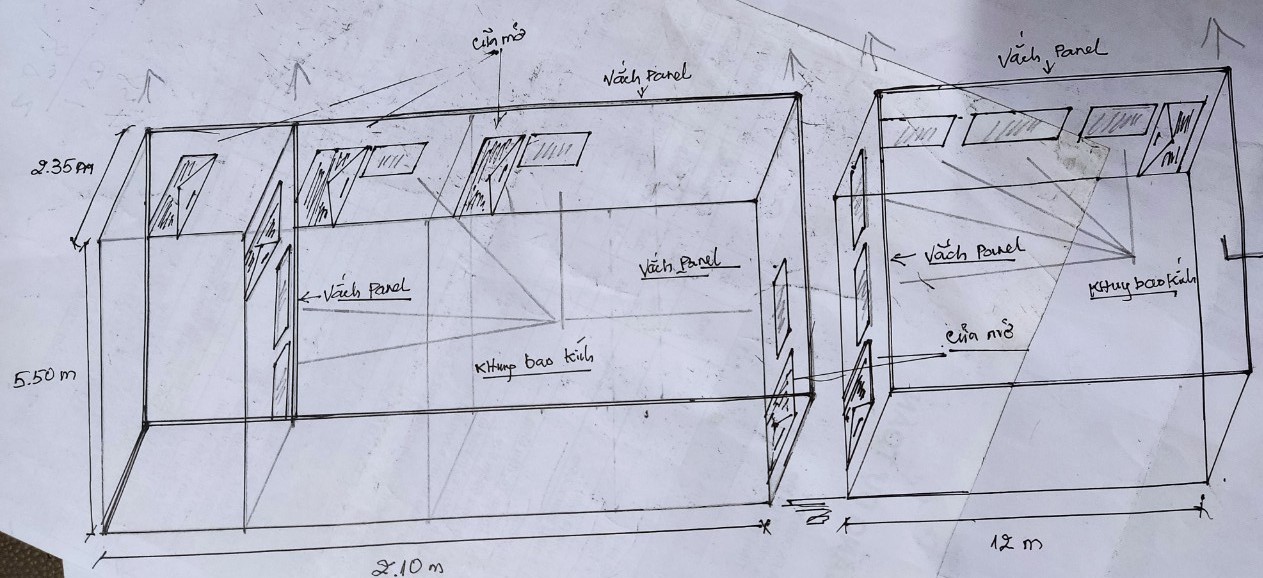 Cửa mở
Vách Panel
Vách Panel
2.35 m
Vách Panel
Vách Panel
Vách Panel
Khung bao kính
Khung bao kính
Cửa mở
5.50 m
2.10 m
12 m